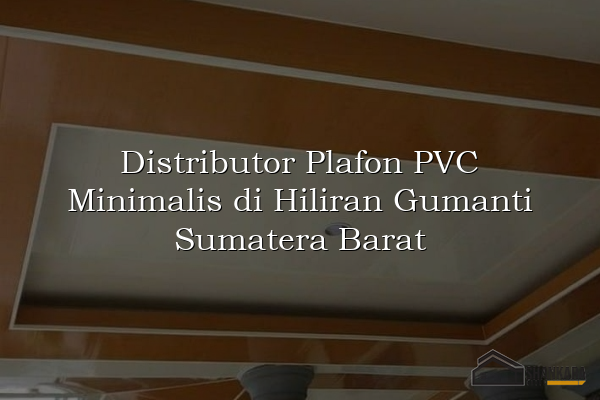 Distributor Plafon PVC
Minimalis di Hiliran Gumanti
Sumatera Barat